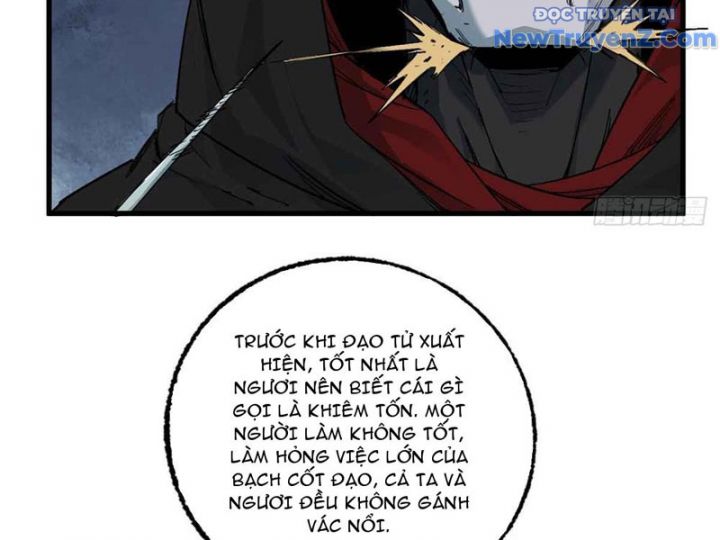 ĐỌC TRUYỆN TẠI
NewTruyenZ.com
TRƯỚC KHI ĐẠO TỬ XUẤT
HIỆN, TỐT NHẤT LÀ
NGƯƠI NÊN BIẾT CÁI GÌ
GỌI LÀ KHIÊM TỐN. MỘT
NGƯỜI LÀM KHÔNG TỐT,
LÀM HỎNG VIỆC LỚN CỦA
BẠCH CỐT ĐẠO, CẢ TA VÀ
NGƯƠI ĐỀU KHÔNG GÁNH
VÁC NỔI.